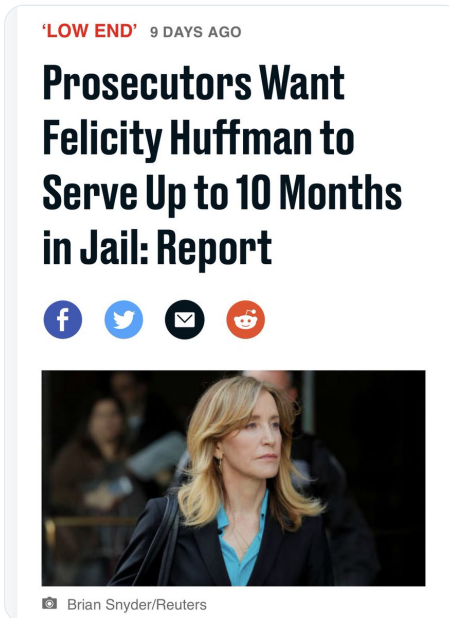 ‘LOW END’ 9 DAYS AGO
Prosecutors Want
Felicity Huffman to
Serve Up to 10 Months
in Jail: Report
Brian Snyder/Reuters